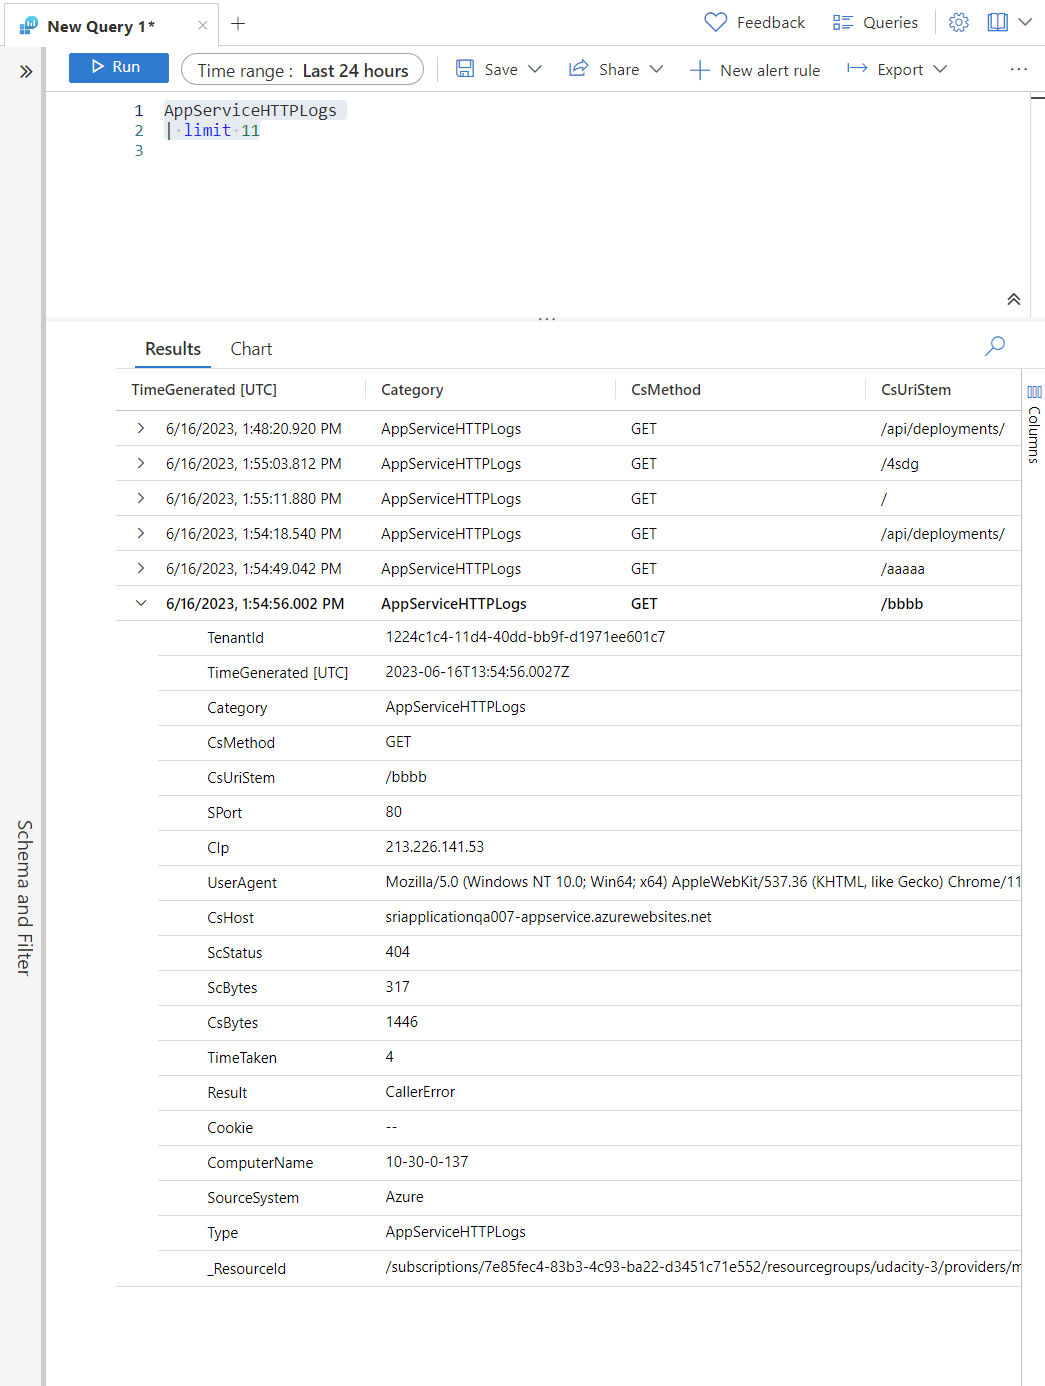 New Query 1*
Feedback
Queries
Run
Time range : Last 24 hours
Save
Share
New alert rule
Export
1 AppServiceHTTPLogs
2 | limit 11
3
Results
Chart
TimeGenerated [UTC] Category CsMethod CsUriStem
6/16/2023, 1:48:20.920 PM AppServiceHTTPLogs GET /api/deployments/
6/16/2023, 1:55:03.812 PM AppServiceHTTPLogs GET /4sdg
6/16/2023, 1:55:11.880 PM AppServiceHTTPLogs GET /
6/16/2023, 1:54:18.540 PM AppServiceHTTPLogs GET /api/deployments/
6/16/2023, 1:54:49.042 PM AppServiceHTTPLogs GET /aaaaa
6/16/2023, 1:54:56.002 PM AppServiceHTTPLogs GET /bbbb
TenantId 1224c1c4-11d4-40dd-bb9f-d1971ee601c7
TimeGenerated [UTC] 2023-06-16T13:54:56.0027Z
Category AppServiceHTTPLogs
CsMethod GET
CsUriStem /bbbb
SPort 80
CIp 213.226.141.53
UserAgent Mozilla/5.0 (Windows NT 10.0; Win64; x64) AppleWebKit/537.36 (KHTML, like Gecko) Chrome/11
CsHost sriapplicationqa007-appservice.azurewebsites.net
ScStatus 404
ScBytes 317
CsBytes 1446
TimeTaken 4
Result CallerError
Cookie --
ComputerName 10-30-0-137
SourceSystem Azure
Type AppServiceHTTPLogs
_ResourceId /subscriptions/7e85fec4-83b3-4c93-ba22-d3451c71e552/resourcegroups/udacity-3/providers/m
Columns
Schema and Filter